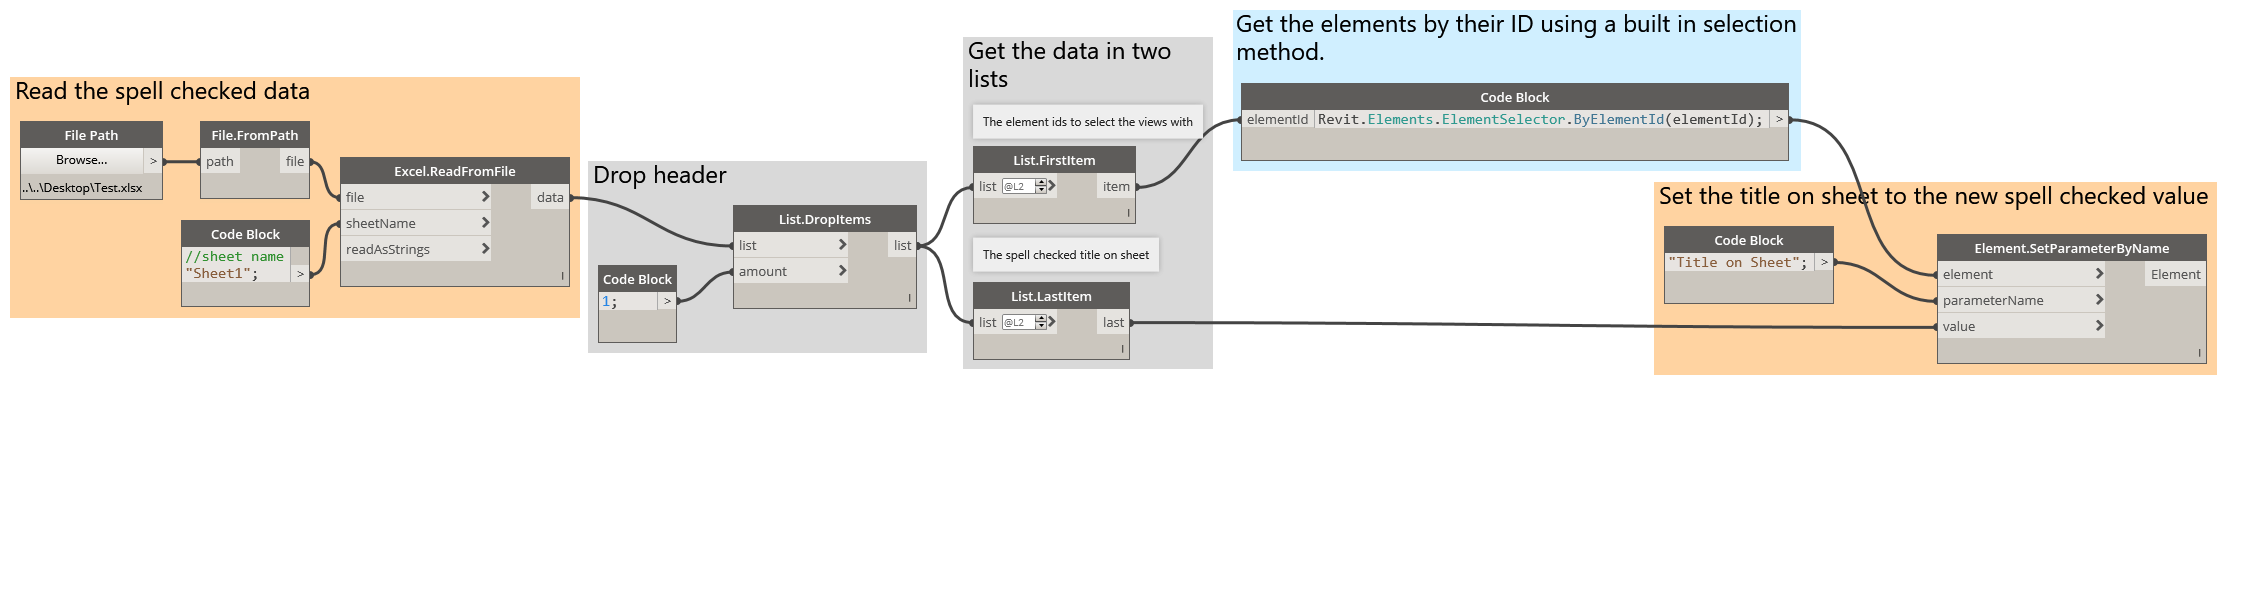 Read the spell checked data
File Path
Browse...
>
..\..\Desktop\Test.xlsx
File.FromPath
path
file
Code Block
//sheet name
"Sheet1";
>
Excel.ReadFromFile
file
sheetName
readAsStrings
data
l
Drop header
Code Block
1;
>
List.DropItems
list
amount
list
l
Get the data in two
lists
The element ids to select the views with
List.FirstItem
list @L2
item
l
The spell checked title on sheet
List.LastItem
list @L2
last
l
Get the elements by their ID using a built in selection
method.
Code Block
elementId
Revit.Elements.ElementSelector.ByElementId(elementId);
>
Set the title on sheet to the new spell checked value
Code Block
"Title on Sheet";
>
Element.SetParameterByName
element
parameterName
value
Element
l